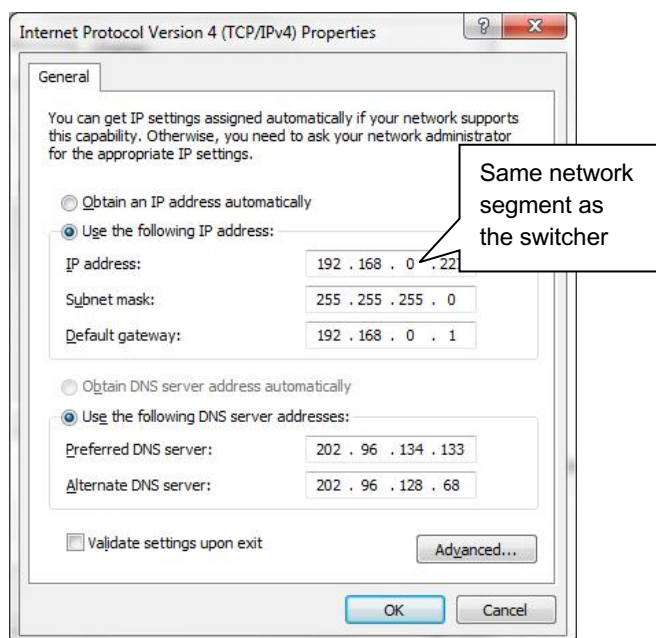 Internet Protocol Version 4 (TCP/IPv4) Properties
General
You can get IP settings assigned automatically if your network supports
this capability. Otherwise, you need to ask your network administrator
for the appropriate IP settings.
Same network
segment as
the switcher
Obtain an IP address automatically
Use the following IP address:
IP address: 192 . 168 . 0 .
Subnet mask: 255 . 255 . 255 . 0
Default gateway: 192 . 168 . 0 . 1
Obtain DNS server address automatically
Use the following DNS server addresses:
Preferred DNS server: 202 . 96 . 134 . 133
Alternate DNS server: 202 . 96 . 128 . 68
Validate settings upon exit
Advanced...
OK Cancel